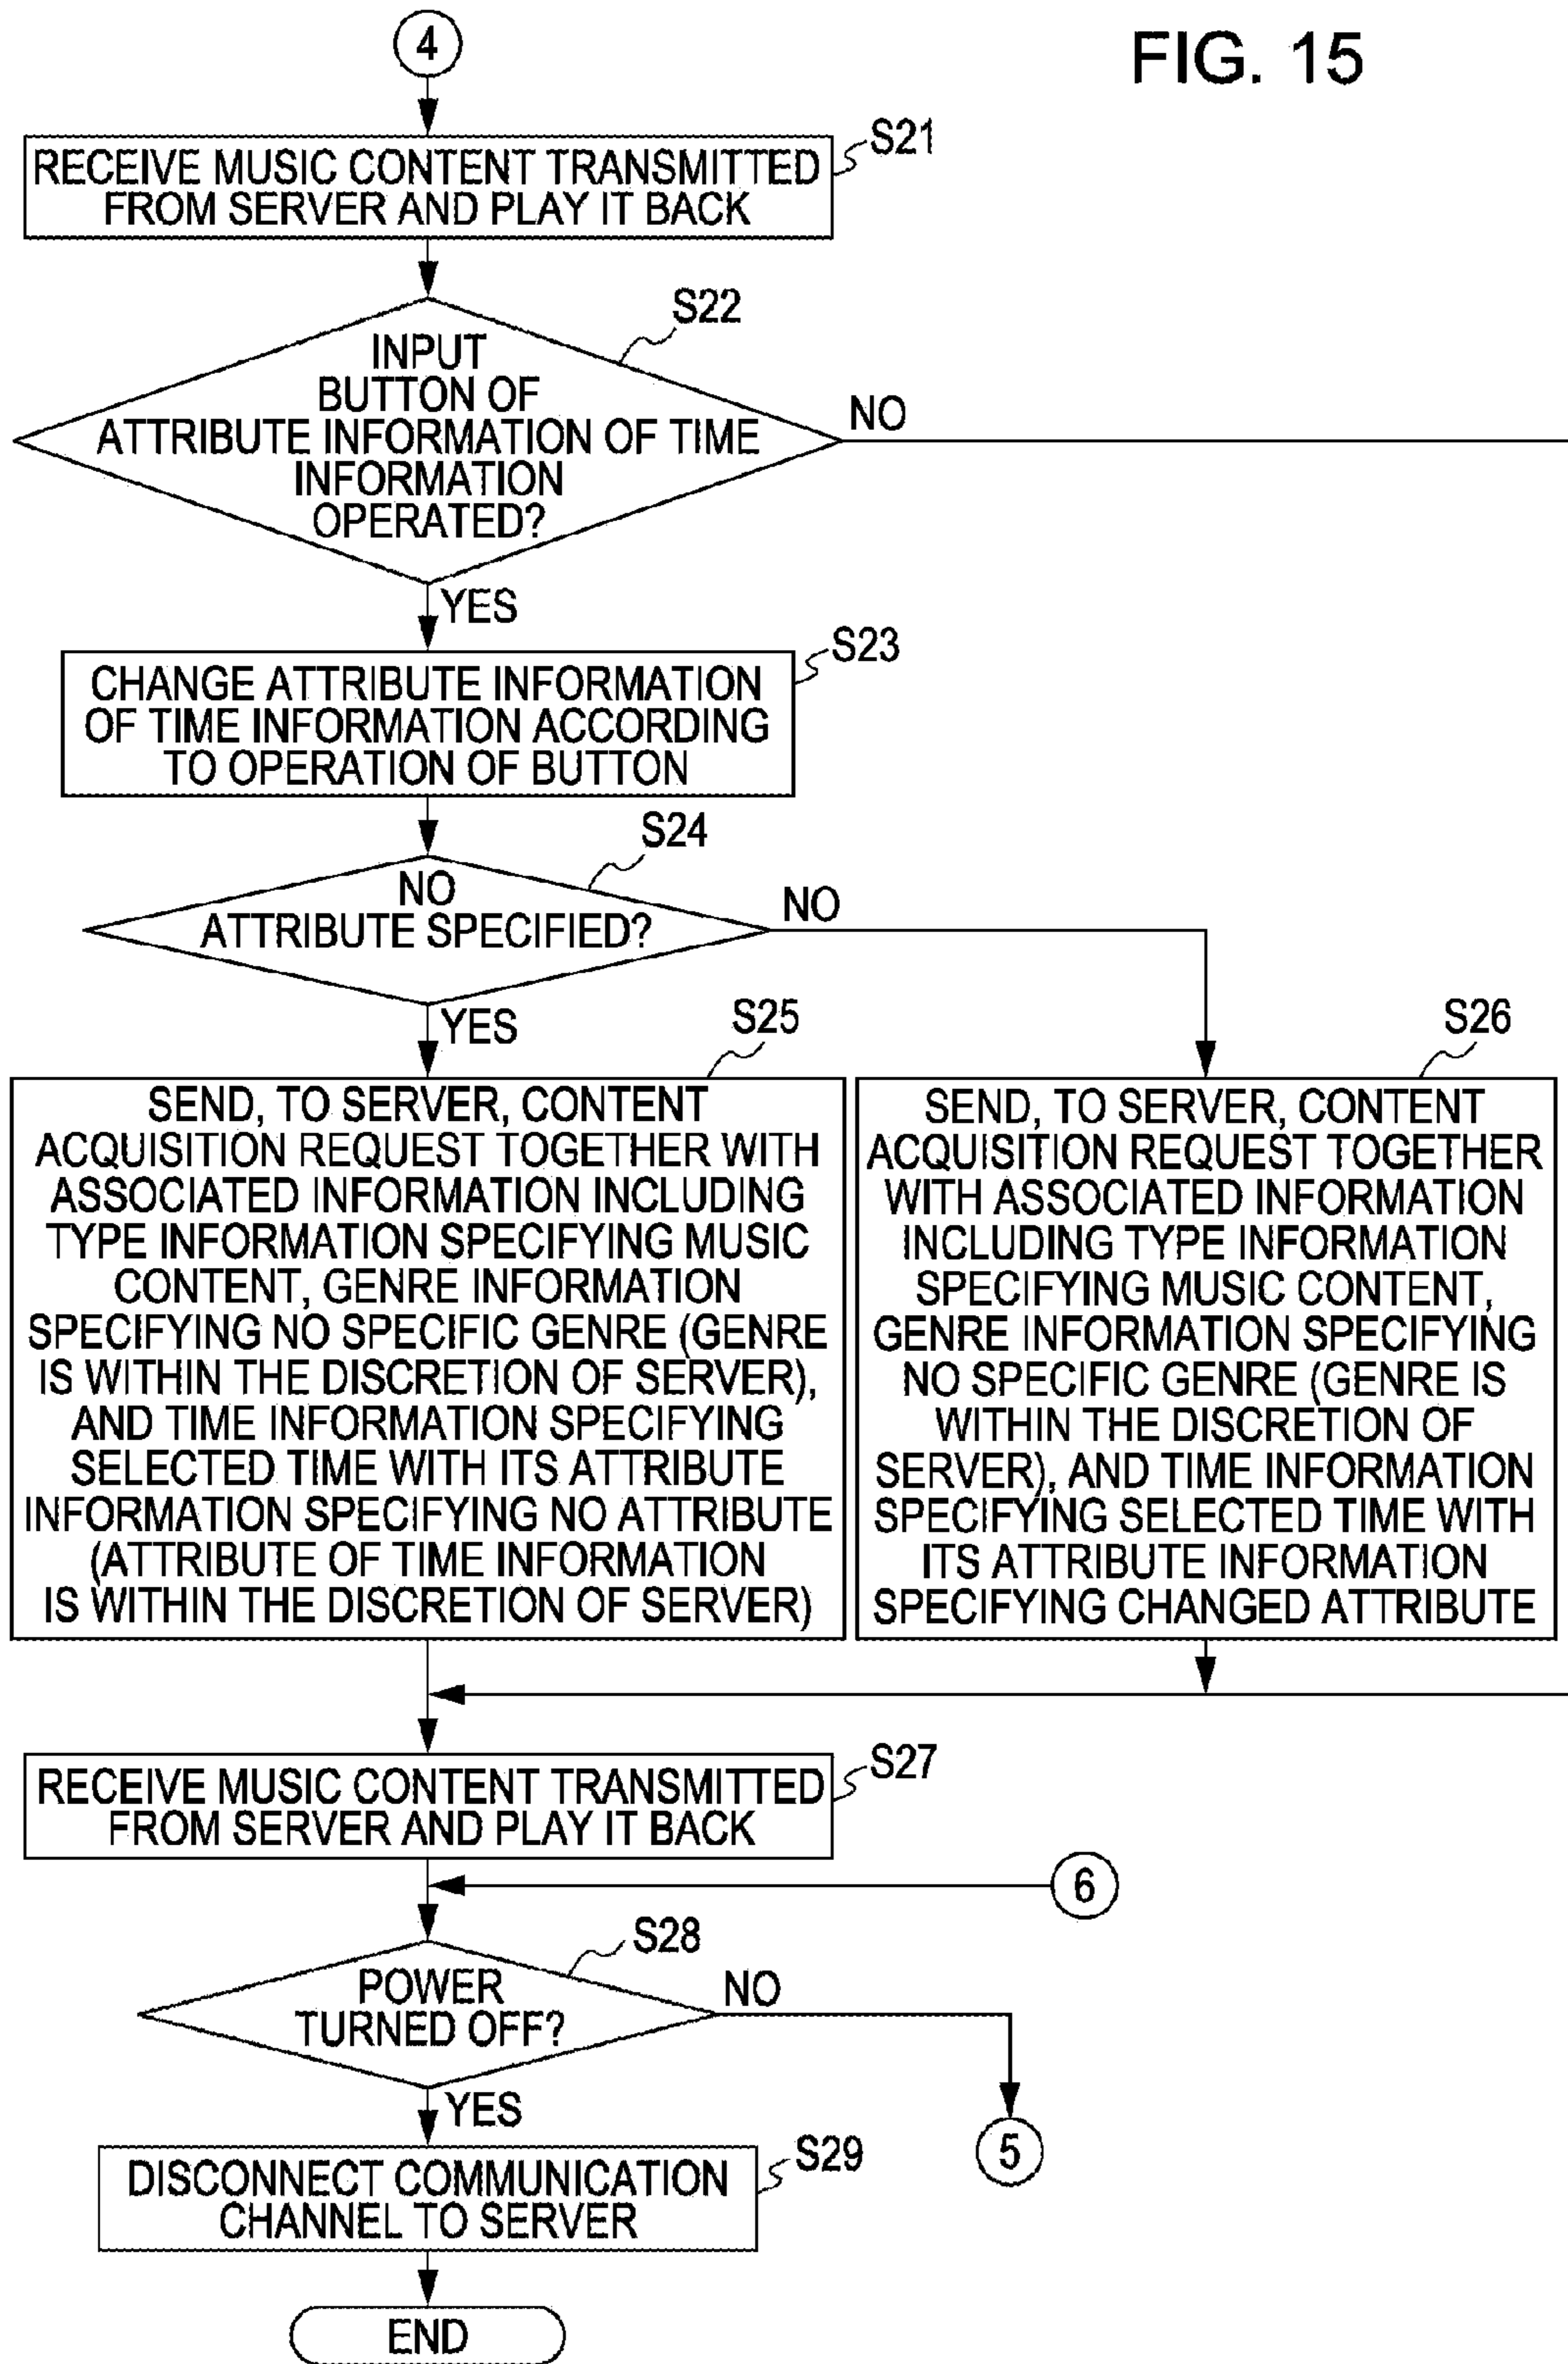 FIG. 15
4
S21
RECEIVE MUSIC CONTENT TRANSMITTED
FROM SERVER AND PLAY IT BACK
S22
INPUT
BUTTON OF
ATTRIBUTE INFORMATION OF TIME
INFORMATION
OPERATED?
NO
YES
S23
CHANGE ATTRIBUTE INFORMATION
OF TIME INFORMATION ACCORDING
TO OPERATION OF BUTTON
S24
NO
ATTRIBUTE SPECIFIED?
NO
YES
S25
SEND, TO SERVER, CONTENT
ACQUISITION REQUEST TOGETHER WITH
ASSOCIATED INFORMATION INCLUDING
TYPE INFORMATION SPECIFYING MUSIC
CONTENT, GENRE INFORMATION
SPECIFYING NO SPECIFIC GENRE (GENRE
IS WITHIN THE DISCRETION OF SERVER),
AND TIME INFORMATION SPECIFYING
SELECTED TIME WITH ITS ATTRIBUTE
INFORMATION SPECIFYING NO ATTRIBUTE
(ATTRIBUTE OF TIME INFORMATION
IS WITHIN THE DISCRETION OF SERVER)
S26
SEND, TO SERVER, CONTENT
ACQUISITION REQUEST TOGETHER
WITH ASSOCIATED INFORMATION
INCLUDING TYPE INFORMATION
SPECIFYING MUSIC CONTENT,
GENRE INFORMATION SPECIFYING
NO SPECIFIC GENRE (GENRE IS
WITHIN THE DISCRETION OF
SERVER), AND TIME INFORMATION
SPECIFYING SELECTED TIME WITH
ITS ATTRIBUTE INFORMATION
SPECIFYING CHANGED ATTRIBUTE
S27
RECEIVE MUSIC CONTENT TRANSMITTED
FROM SERVER AND PLAY IT BACK
6
S28
POWER
TURNED OFF?
NO
YES
5
S29
DISCONNECT COMMUNICATION
CHANNEL TO SERVER
END